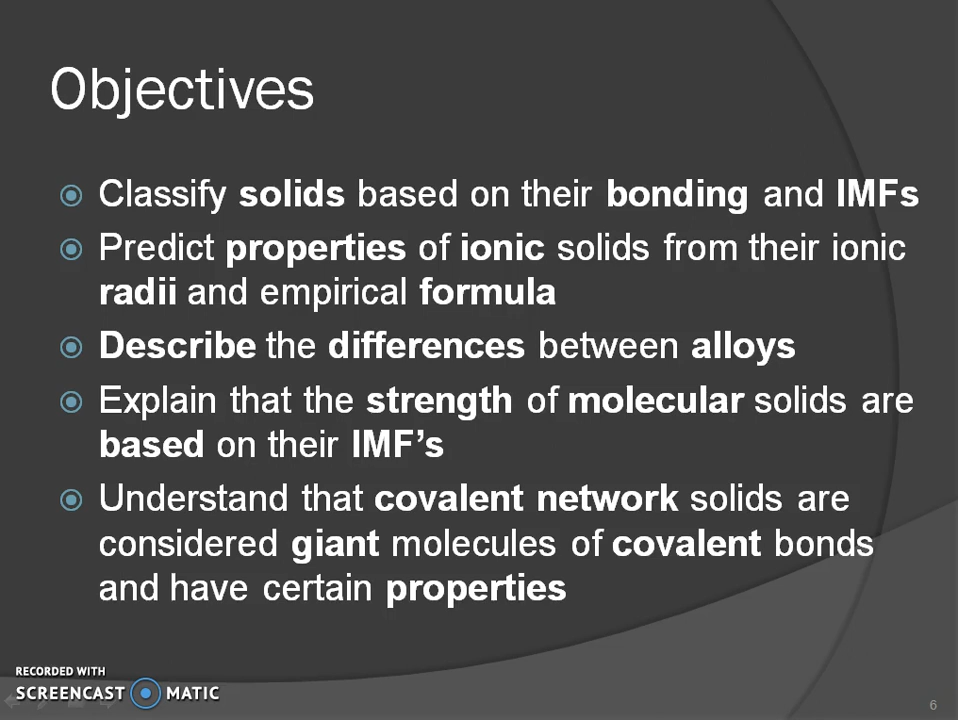 Objectives
Classify solids based on their bonding and IMFs
Predict properties of ionic solids from their ionic
radii and empirical formula
Describe the differences between alloys
Explain that the strength of molecular solids are
based on their IMF’s
Understand that covalent network solids are
considered giant molecules of covalent bonds
and have certain properties
RECORDED WITH
SCREENCAST MATIC
6